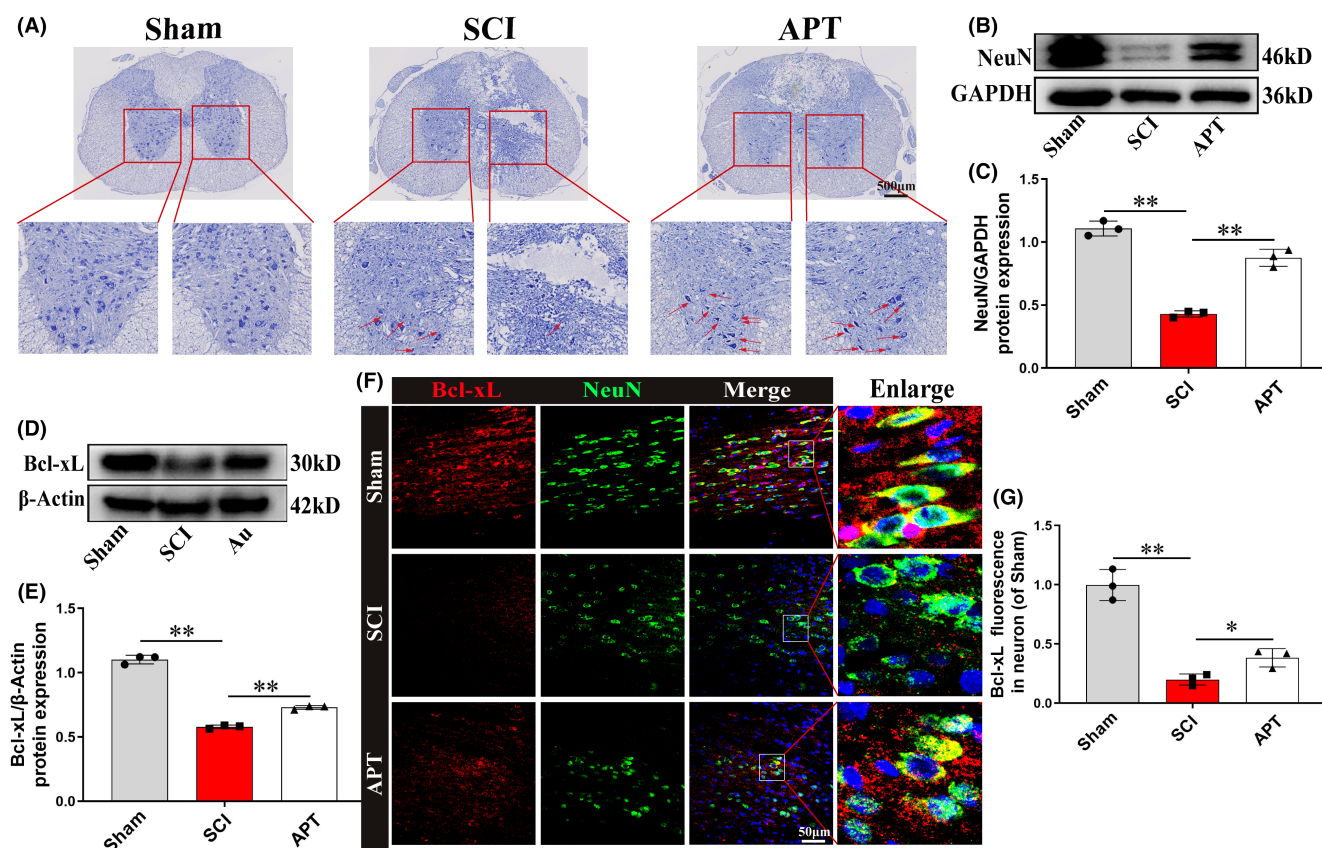 (A)
Sham
SCI
APT
500μm
(B)
NeuN
46kD
GAPDH
36kD
Sham
SCI
APT
(C)
NeuN/GAPDH
protein expression
1.5
1.0
0.5
0.0
**
**
Sham
SCI
APT
(D)
Bcl-xL
30kD
β-Actin
42kD
Sham
SCI
Au
(E)
Bcl-xL/β-Actin
protein expression
1.5
1.0
0.5
0.0
**
**
Sham
SCI
APT
(F)
Bcl-xL
NeuN
Merge
Enlarge
Sham
SCI
APT
50μm
(G)
Bcl-xL fluorescence
in neuron (of Sham)
1.5
1.0
0.5
0.0
**
*
Sham
SCI
APT